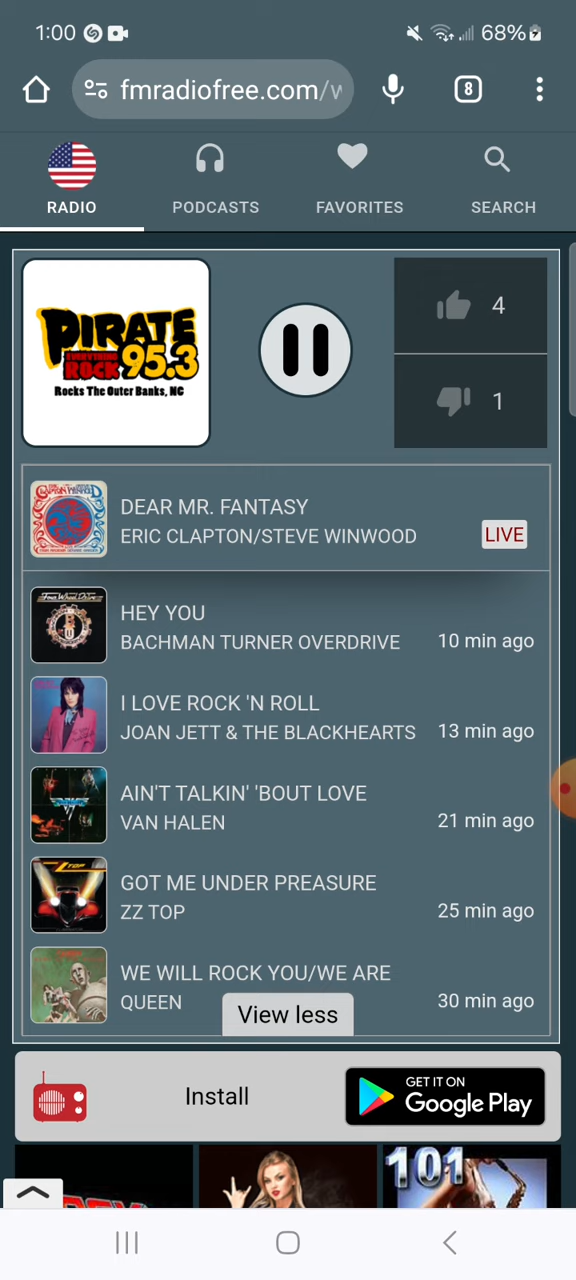 1:00
68%
fmradiofree.com/w
8
RADIO
PODCASTS
FAVORITES
SEARCH
PIRATE
EVERYTHING
ROCK 95.3
Rocks The Outer Banks, NC
4
1
DEAR MR. FANTASY
ERIC CLAPTON/STEVE WINWOOD
LIVE
HEY YOU
BACHMAN TURNER OVERDRIVE
10 min ago
I LOVE ROCK 'N ROLL
JOAN JETT & THE BLACKHEARTS
13 min ago
AIN'T TALKIN' 'BOUT LOVE
VAN HALEN
21 min ago
GOT ME UNDER PREASURE
ZZ TOP
25 min ago
WE WILL ROCK YOU/WE ARE
QUEEN
30 min ago
View less
Install
GET IT ON
Google Play
101